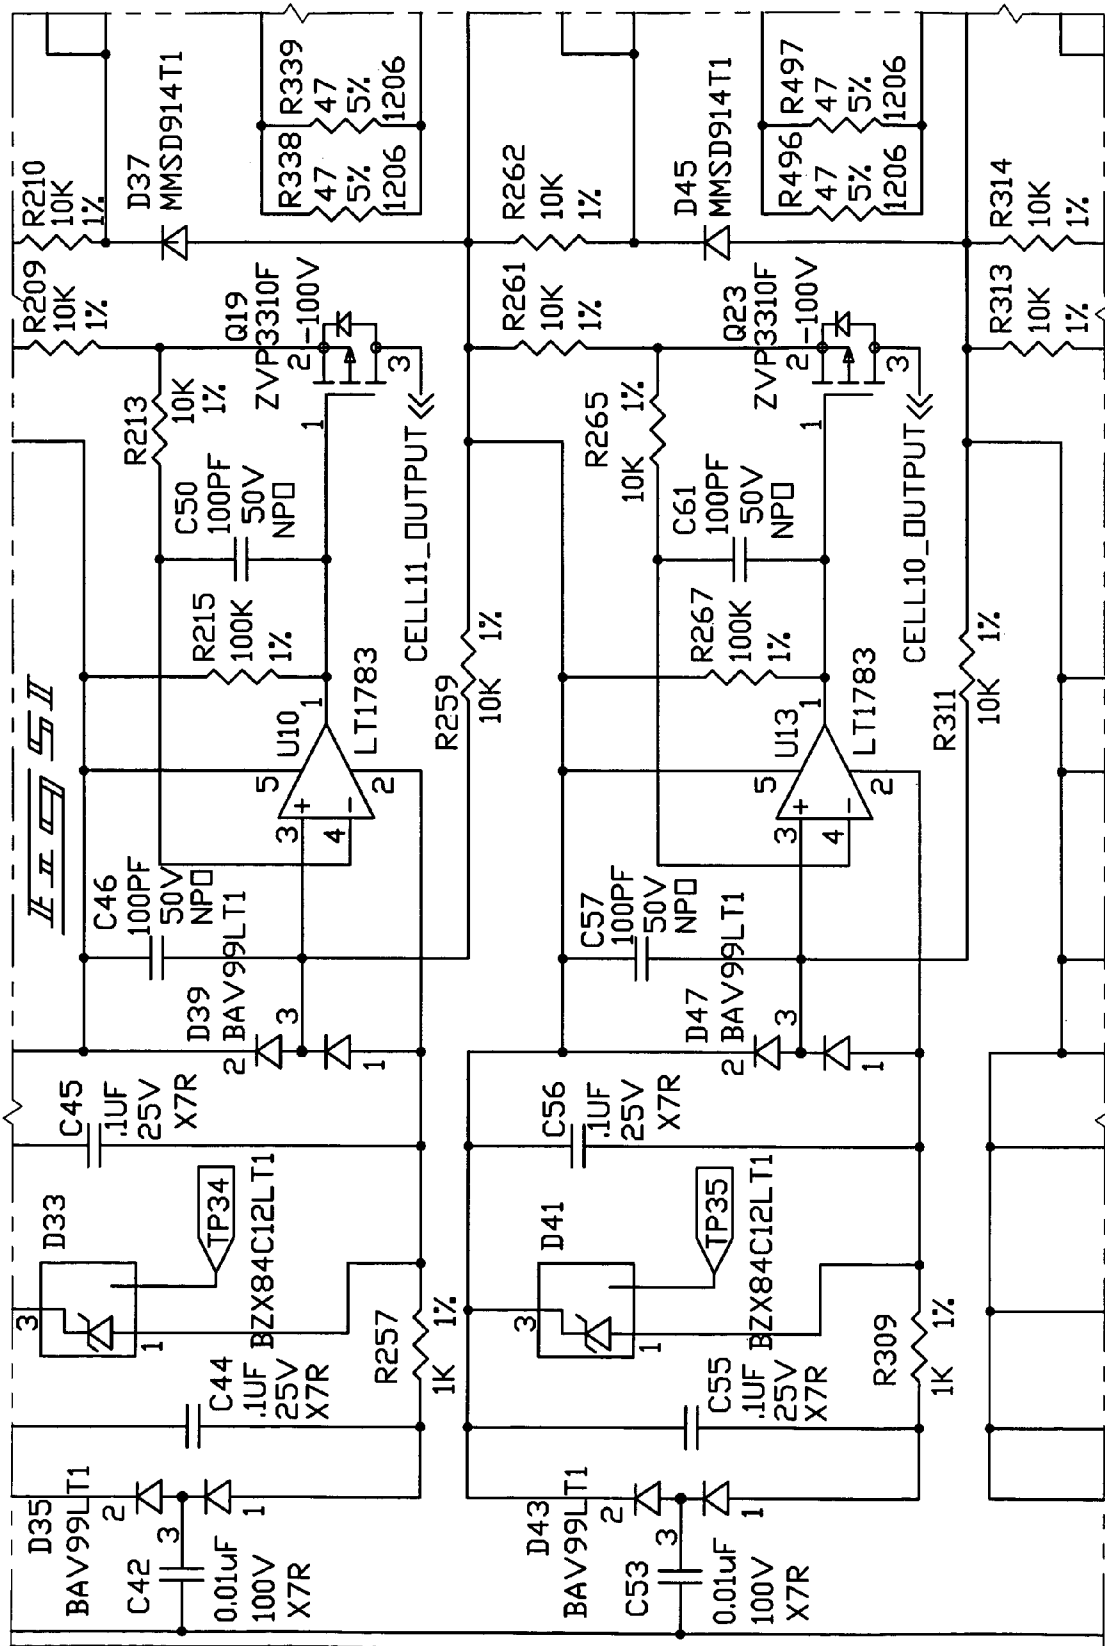 R210
10K
1%
R209
10K
1%
D37
MMSD914T1
R339
47
5%
1206
R338
47
5%
1206
Q19
ZVP3310F
2
-100V
3
1
R213
10K
1%
C50
100PF
50V
NPO
CELL11_OUTPUT
R215
100K
1%
1
U10
LT1783
5
2
3
+
4
-
C46
100PF
50V
NPO
D39
BAV99LT1
2
3
1
C45
.1UF
25V
X7R
D33
TP34
3
1
BZX84C12LT1
R257
1K
1%
C44
.1UF
25V
X7R
D35
BAV99LT1
2
3
1
C42
0.01uF
100V
X7R
R262
10K
1%
R261
10K
1%
D45
MMSD914T1
R497
47
5%
1206
R496
47
5%
1206
Q23
ZVP3310F
2
-100V
3
1
R265
10K
1%
C61
100PF
50V
NPO
CELL10_OUTPUT
R259
10K
1%
R267
100K
1%
1
U13
LT1783
5
2
3
+
4
-
C57
100PF
50V
NPO
D47
BAV99LT1
2
3
1
C56
.1UF
25V
X7R
D41
TP35
3
1
BZX84C12LT1
R309
1K
1%
C55
.1UF
25V
X7R
D43
BAV99LT1
2
3
1
C53
0.01uF
100V
X7R
R314
10K
1%
R313
10K
1%
R311
10K
1%